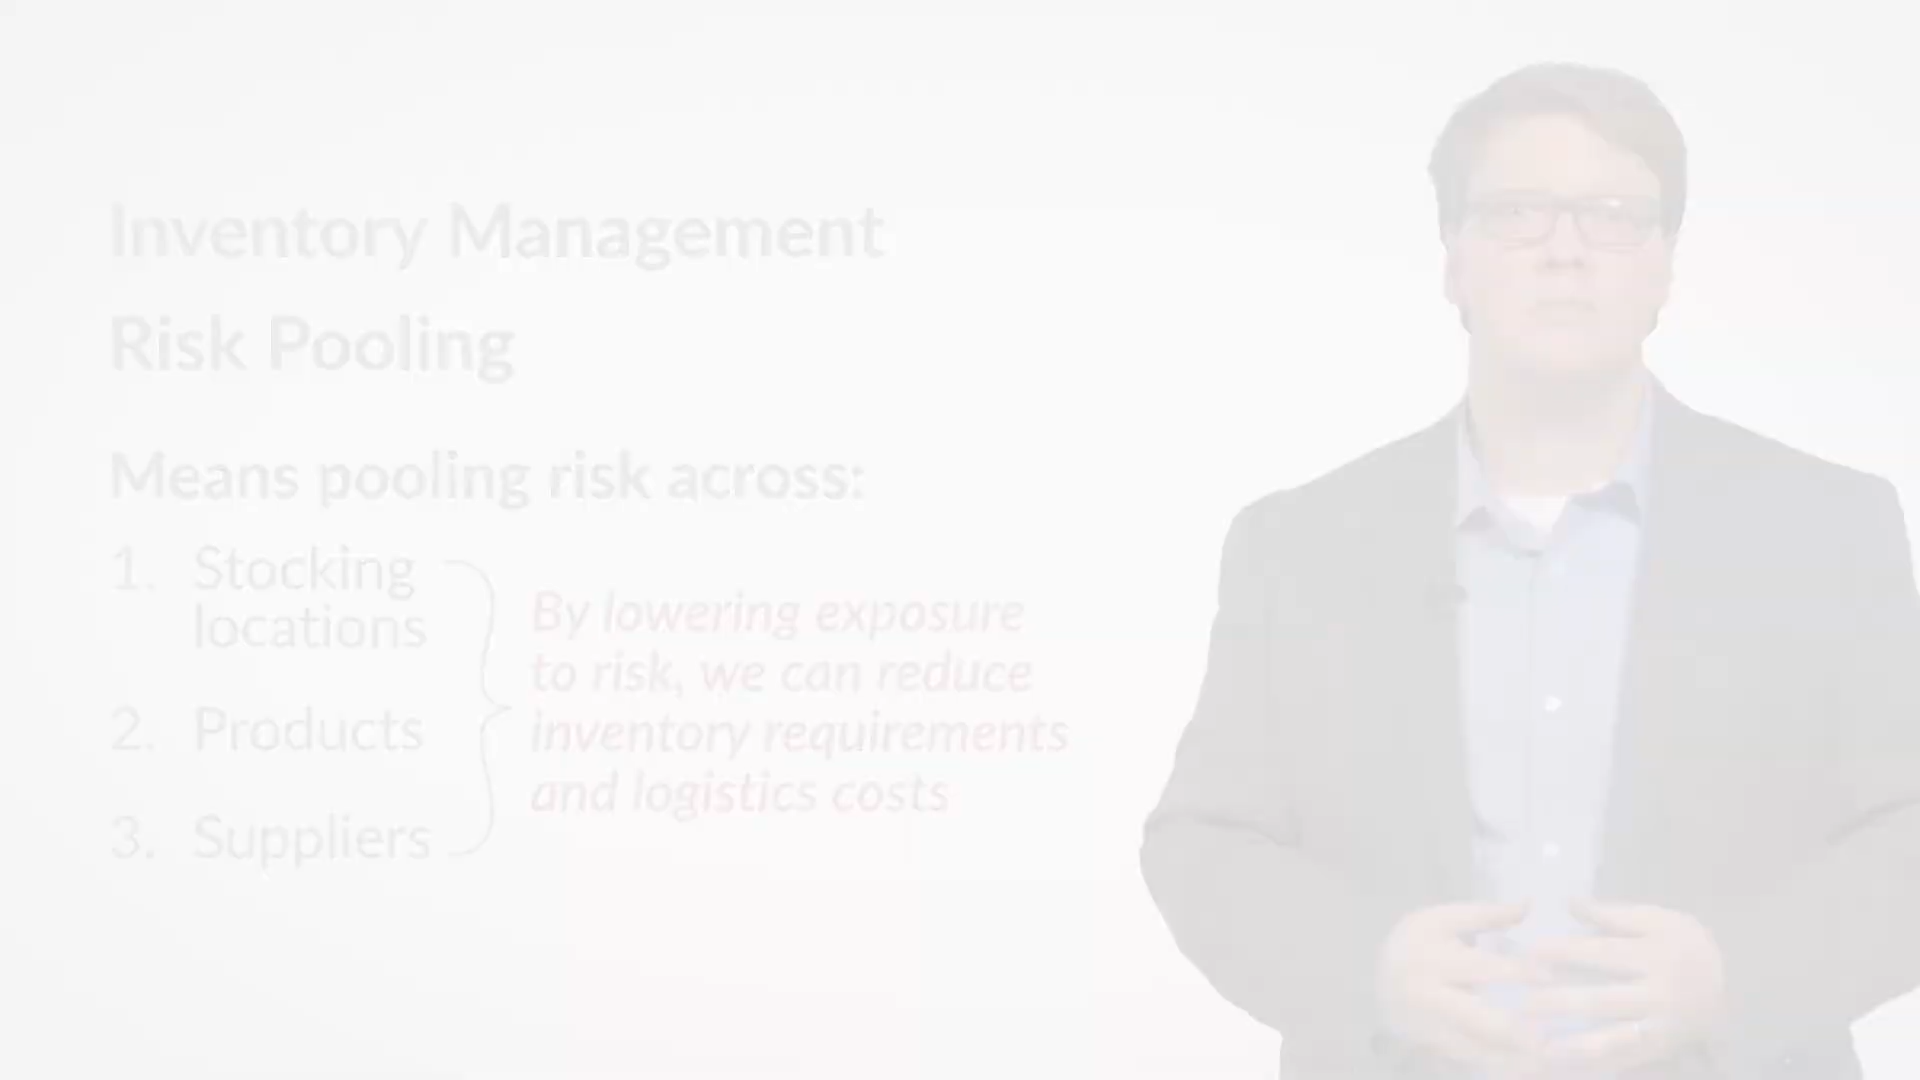 Inventory Management
Risk Pooling
Means pooling risk across:
1. Stocking
locations
2. Products
3. Suppliers
By lowering exposure
to risk, we can reduce
inventory requirements
and logistics costs